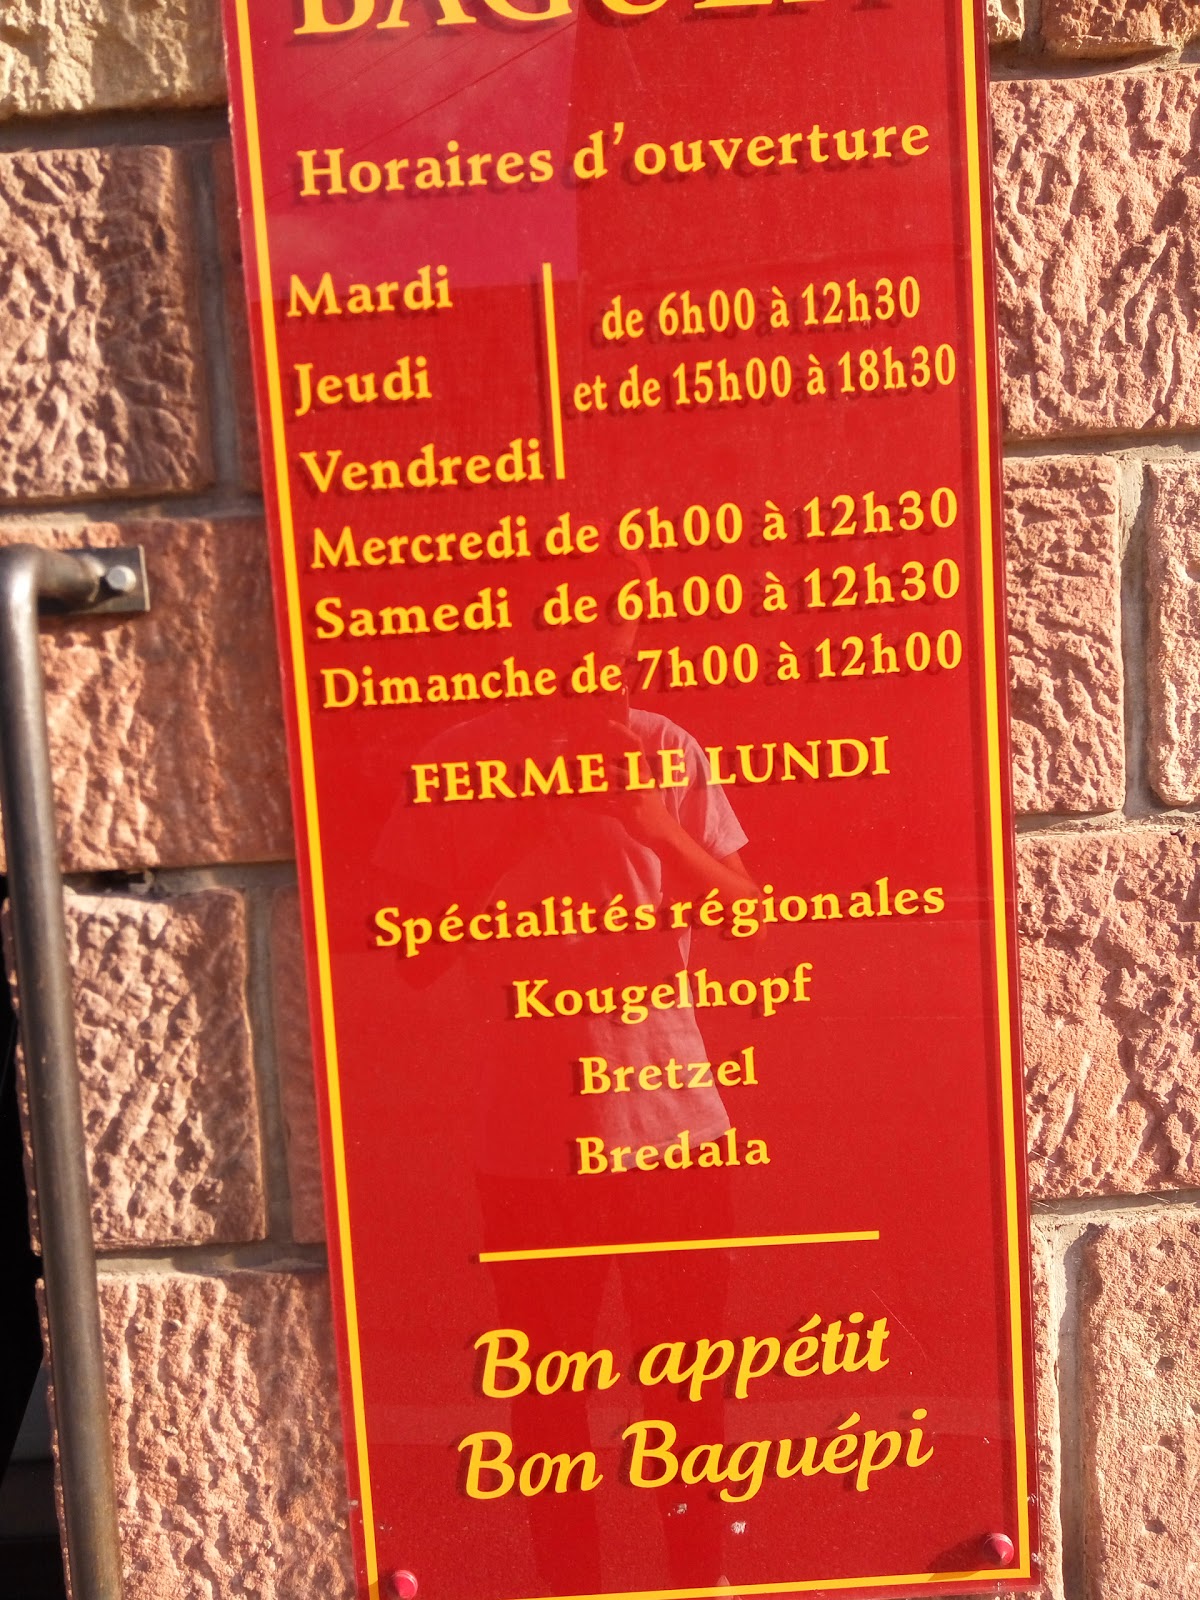 BAGUÉPI
Horaires d'ouverture
Mardi
Jeudi
Vendredi
de 6h00 à 12h30
et de 15h00 à 18h30
Mercredi de 6h00 à 12h30
Samedi de 6h00 à 12h30
Dimanche de 7h00 à 12h00
FERME LE LUNDI
Spécialités régionales
Kougelhopf
Bretzel
Bredala
Bon appétit
Bon Baguépi